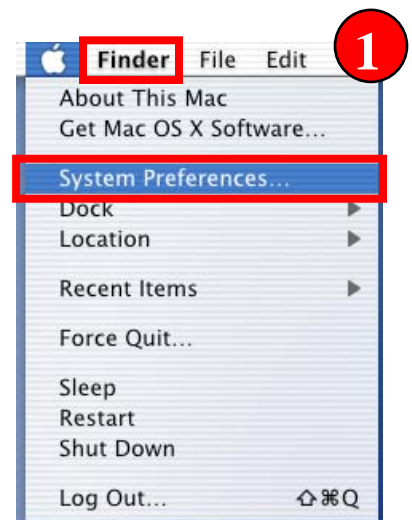 Finder File Edit 1
About This Mac
Get Mac OS X Software...
System Preferences...
Dock
Location
Recent Items
Force Quit...
Sleep
Restart
Shut Down
Log Out... ⇧⌘Q